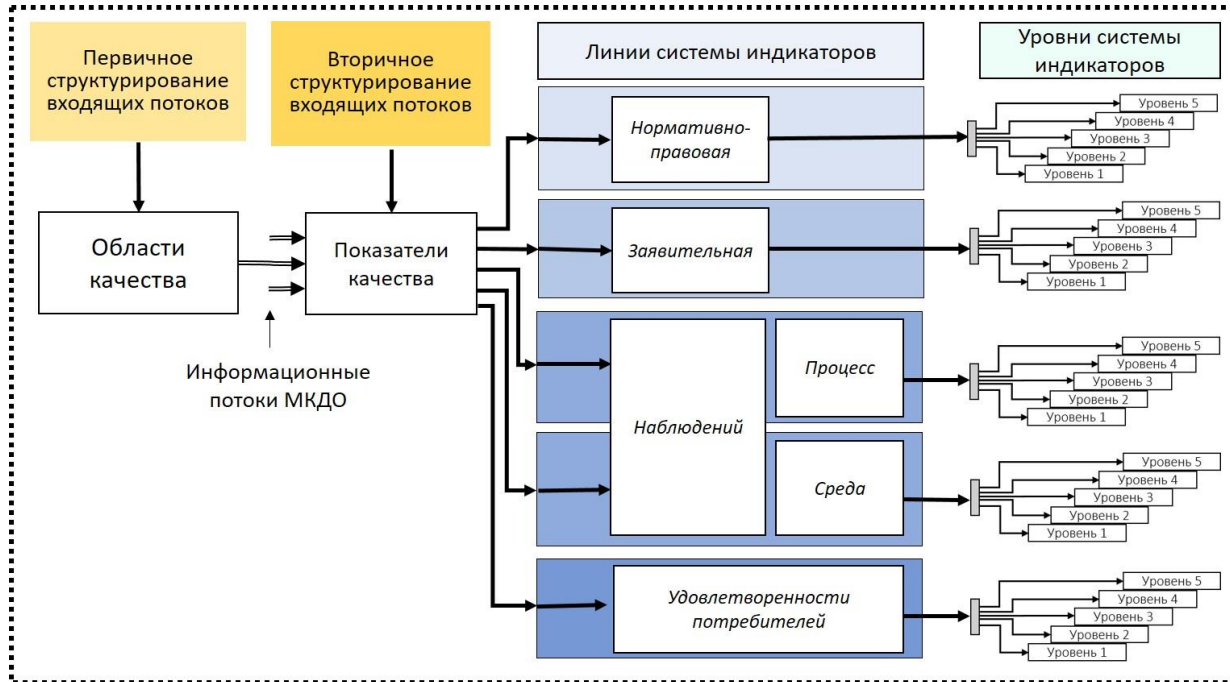 Первичное
структурирование
входящих потоков
Вторичное
структурирование
входящих потоков
Линии системы индикаторов
Уровни системы
индикаторов
Области
качества
Показатели
качества
Информационные
потоки МКДО
Нормативно-
правовая
Уровень 5
Уровень 4
Уровень 3
Уровень 2
Уровень 1
Заявительная
Уровень 5
Уровень 4
Уровень 3
Уровень 2
Уровень 1
Наблюдений
Процесс
Уровень 5
Уровень 4
Уровень 3
Уровень 2
Уровень 1
Среда
Уровень 5
Уровень 4
Уровень 3
Уровень 2
Уровень 1
Удовлетворенности
потребителей
Уровень 5
Уровень 4
Уровень 3
Уровень 2
Уровень 1